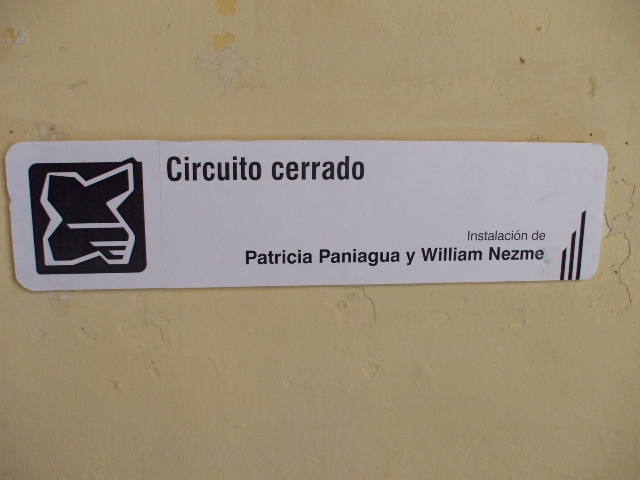 Circuito cerrado
Instalación de
Patricia Paniagua y William Nezme